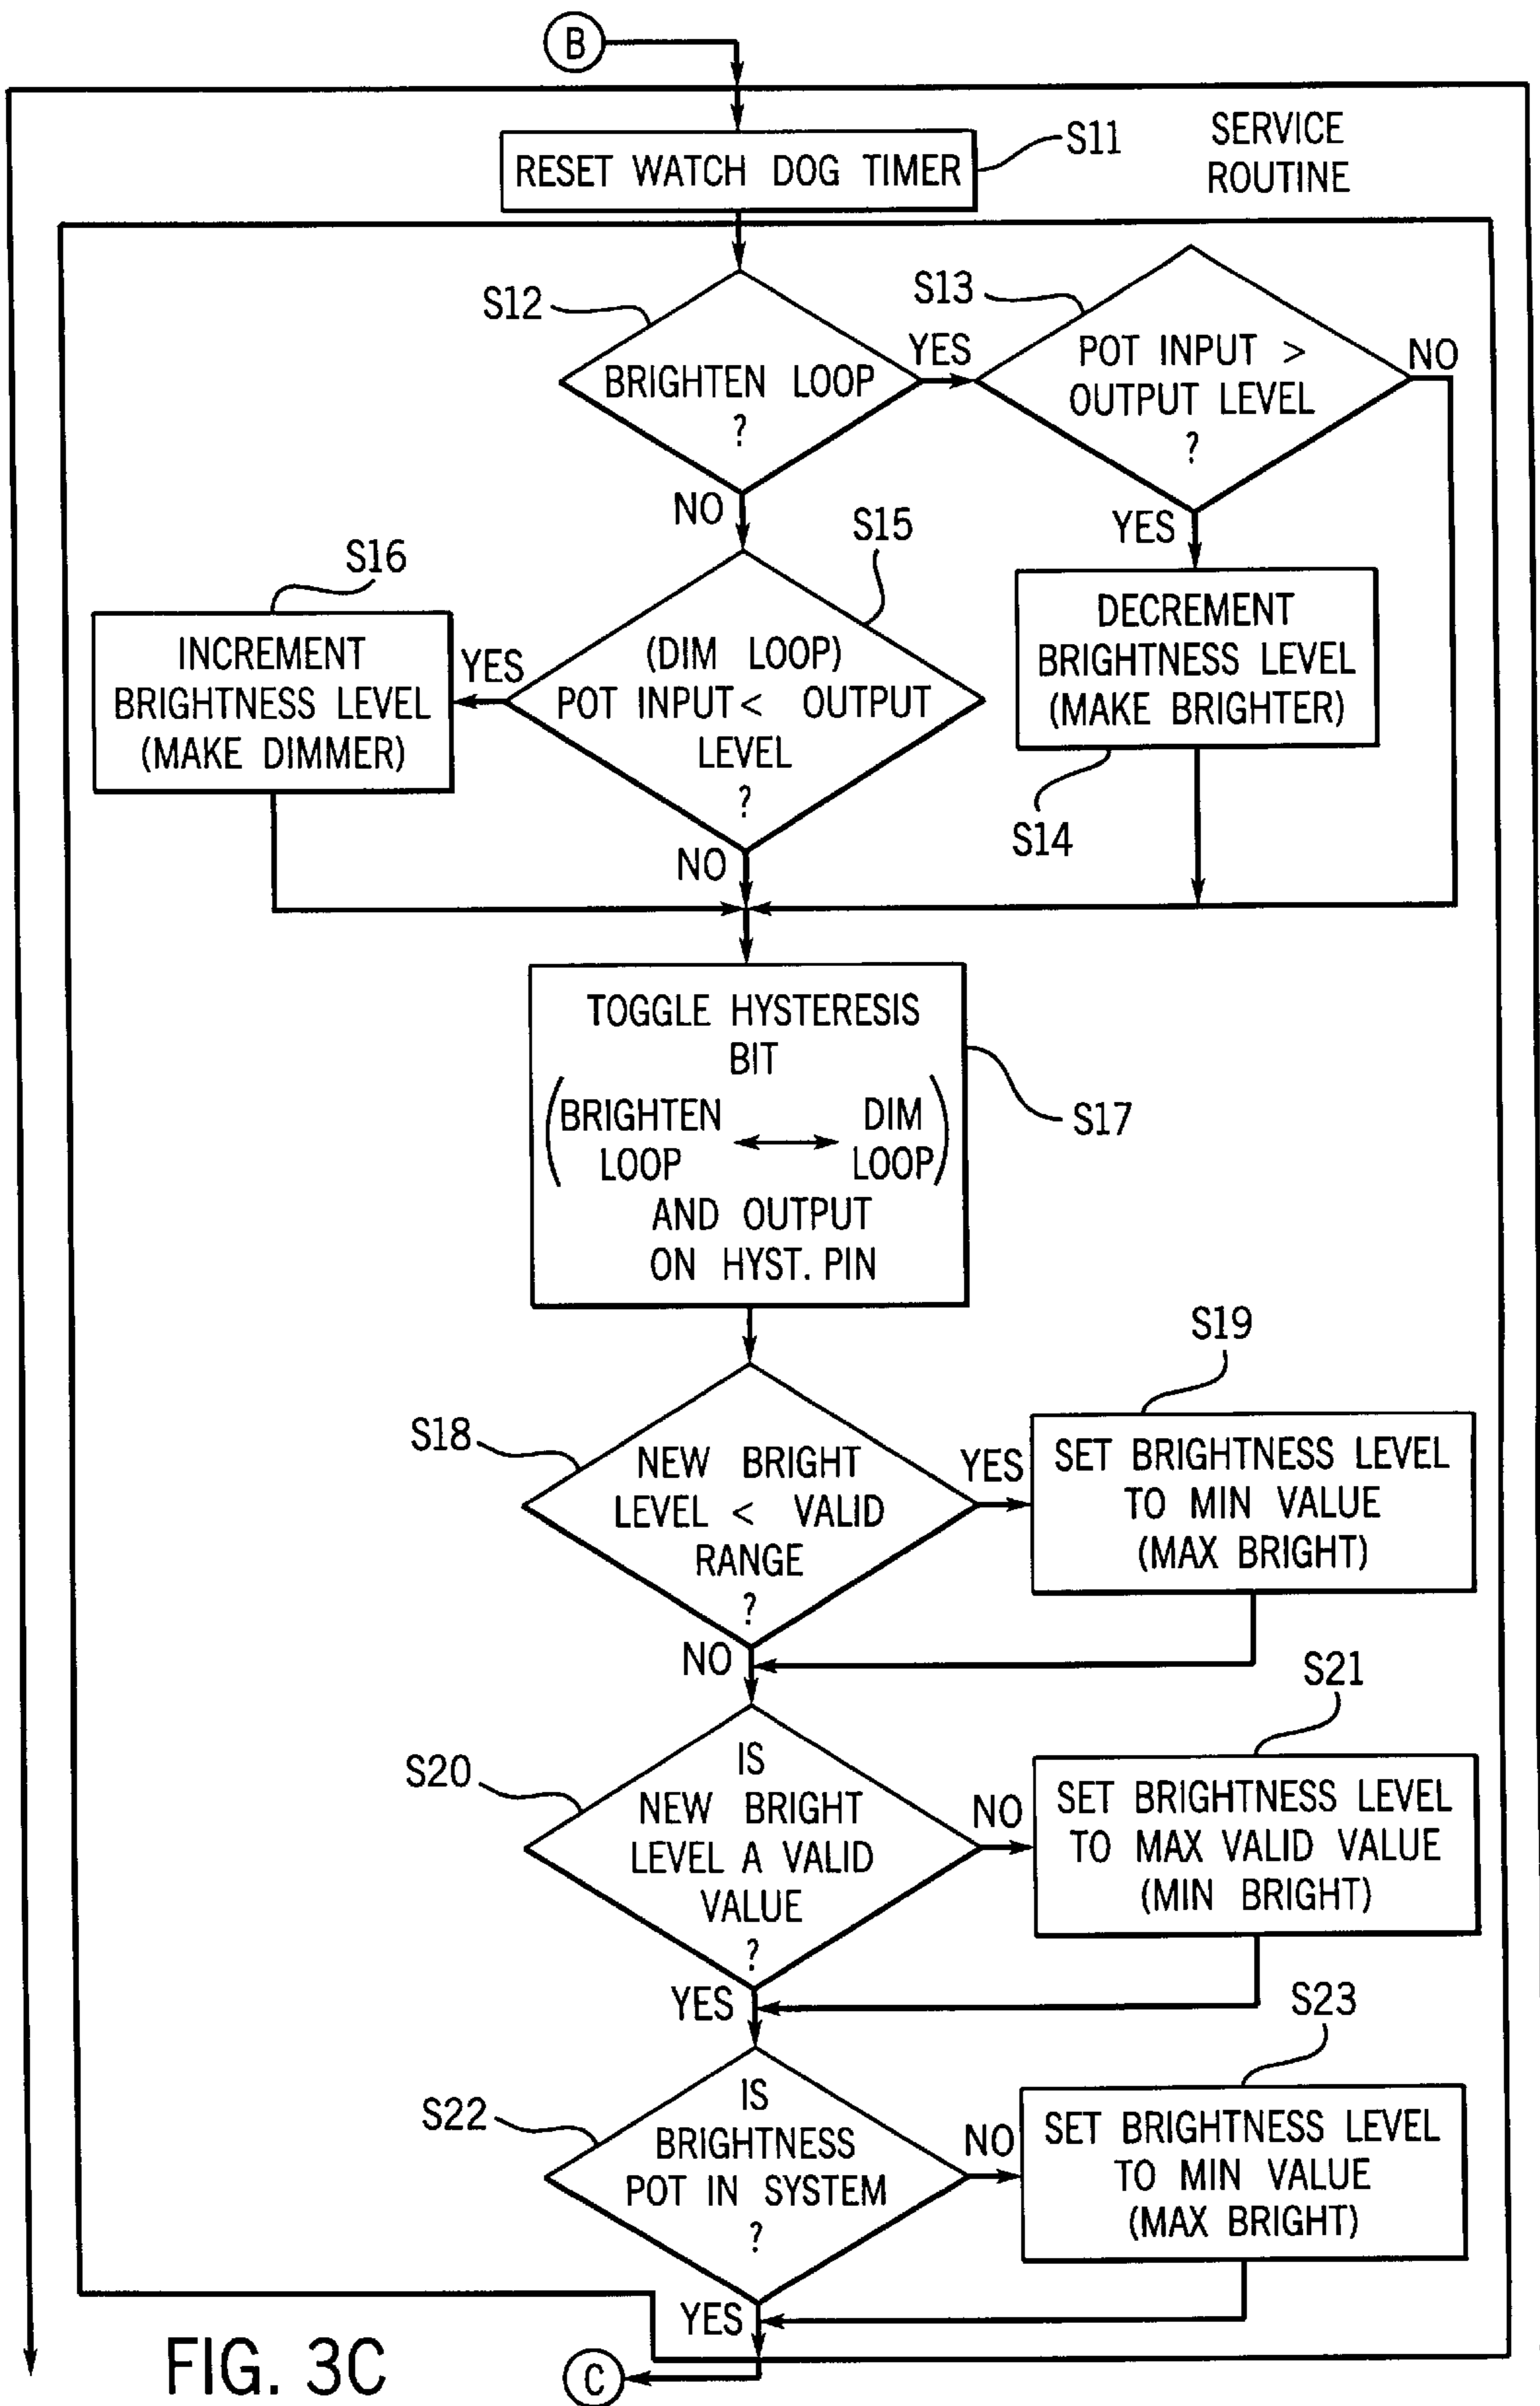 B
SERVICE
ROUTINE
S11
RESET WATCH DOG TIMER
S12
BRIGHTEN LOOP
?
YES
NO
S13
POT INPUT >
OUTPUT LEVEL
?
NO
YES
S14
DECREMENT
BRIGHTNESS LEVEL
(MAKE BRIGHTER)
S15
(DIM LOOP)
POT INPUT < OUTPUT
LEVEL
?
YES
NO
S16
INCREMENT
BRIGHTNESS LEVEL
(MAKE DIMMER)
S17
TOGGLE HYSTERESIS
BIT
(BRIGHTEN LOOP ↔ DIM LOOP)
AND OUTPUT
ON HYST. PIN
S18
NEW BRIGHT
LEVEL < VALID
RANGE
?
YES
NO
S19
SET BRIGHTNESS LEVEL
TO MIN VALUE
(MAX BRIGHT)
S20
IS
NEW BRIGHT
LEVEL A VALID
VALUE
?
NO
YES
S21
SET BRIGHTNESS LEVEL
TO MAX VALID VALUE
(MIN BRIGHT)
S22
IS
BRIGHTNESS
POT IN SYSTEM
?
NO
YES
S23
SET BRIGHTNESS LEVEL
TO MIN VALUE
(MAX BRIGHT)
C
FIG. 3C